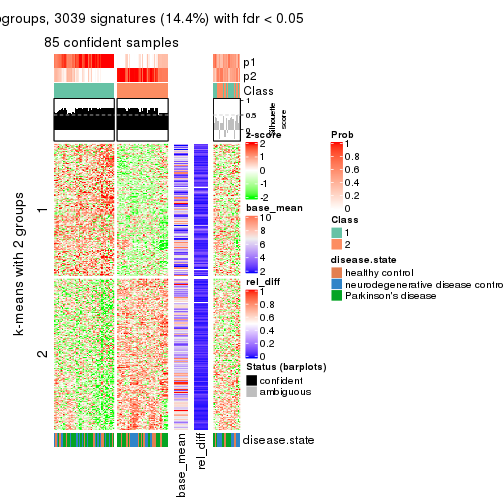 ogroups, 3039 signatures (14.4%) with fdr < 0.05
85 confident samples
p1
p2
Class
1
0.5
0
Silhouette
score
k-means with 2 groups
1
2
z-score
2
1
0
-1
-2
base_mean
10
8
6
4
2
rel_diff
1
0.8
0.6
0.4
0.2
0
Status (barplots)
confident
ambiguous
Prob
1
0.8
0.6
0.4
0.2
0
Class
1
2
disease.state
healthy control
neurodegenerative disease contro
Parkinson's disease
disease.state
base_mean
rel_diff